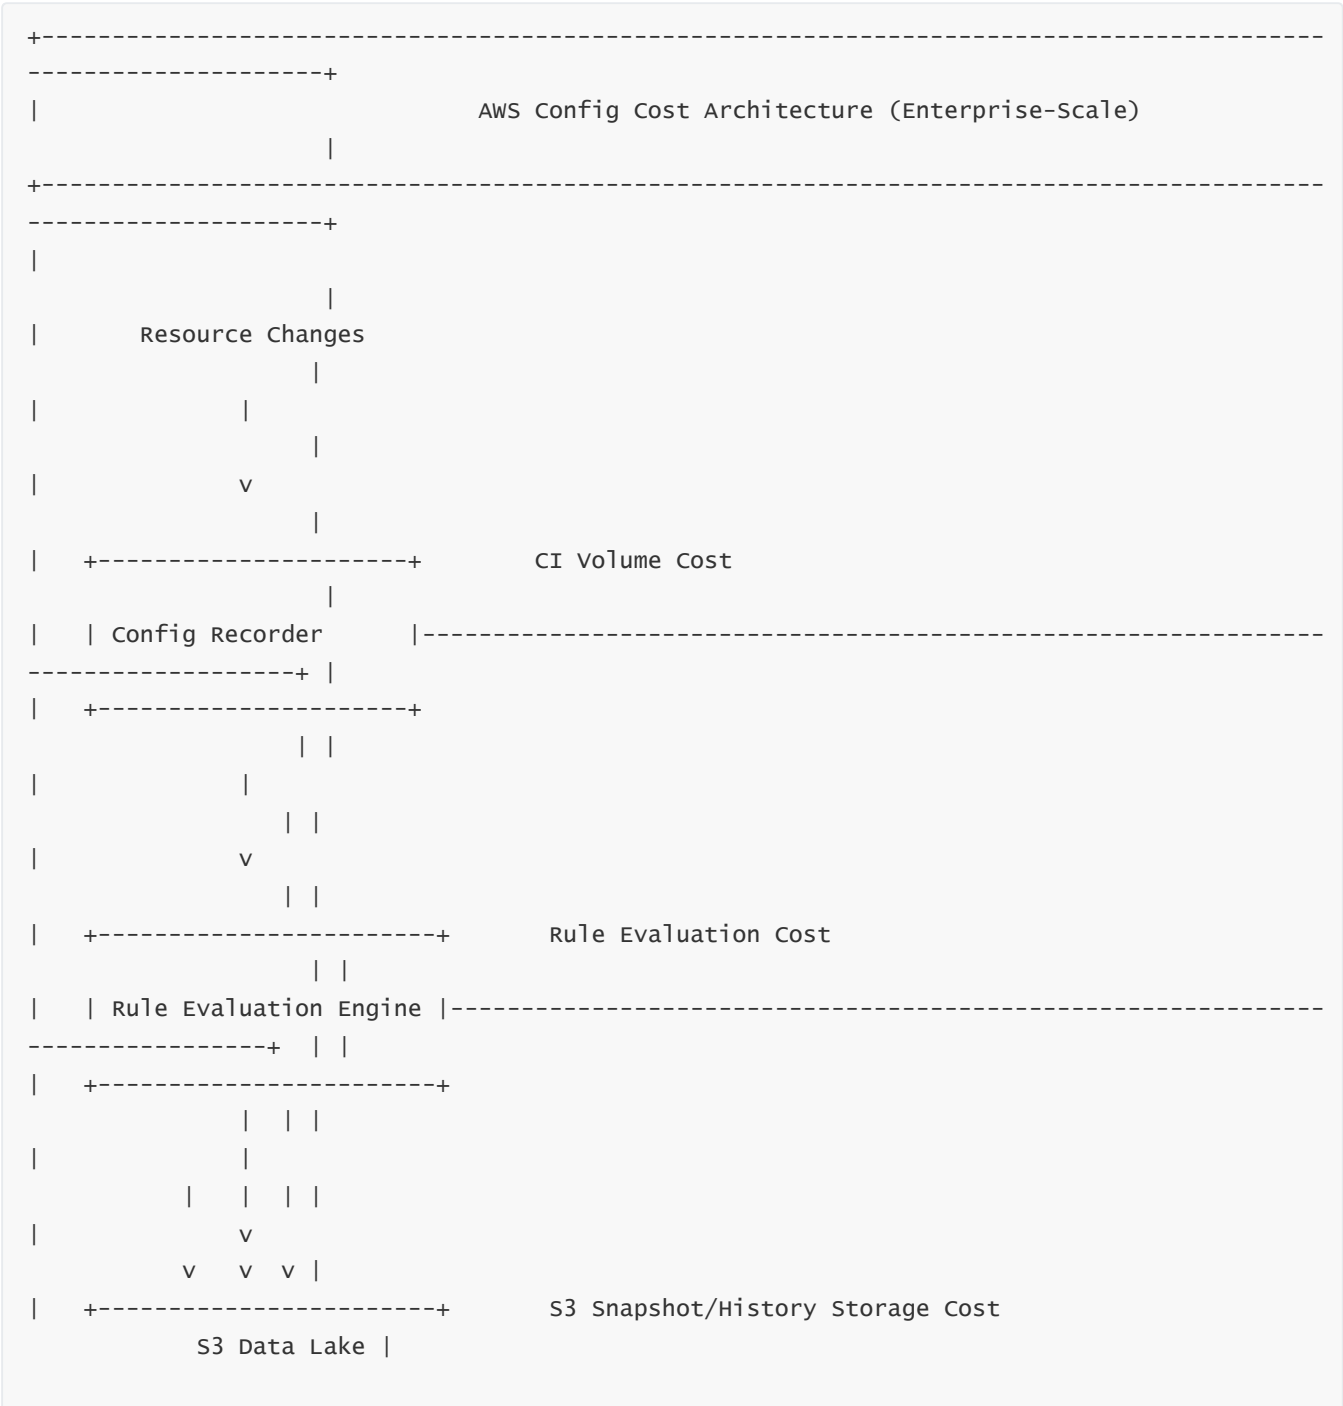 +-------------------------------------------------------------------------------------------
---------------------+
|                               AWS Config Cost Architecture (Enterprise-Scale)
                     |
+-------------------------------------------------------------------------------------------
---------------------+
|
                     |
|       Resource Changes
                    |
|              |
                    |
|              v
                    |
|   +----------------------+        CI Volume Cost
                     |
|   | Config Recorder      |----------------------------------------------------------------
-------------------+ |
|   +----------------------+
                   | |
|              |
                  | |
|              v
                  | |
|   +------------------------+       Rule Evaluation Cost
                    | |
|   | Rule Evaluation Engine |--------------------------------------------------------------
-----------------+  | |
|   +------------------------+
               |  | |
|              |
           |   |  | |
|              v
           v   v  v |
|   +------------------------+       S3 Snapshot/History Storage Cost
            S3 Data Lake |